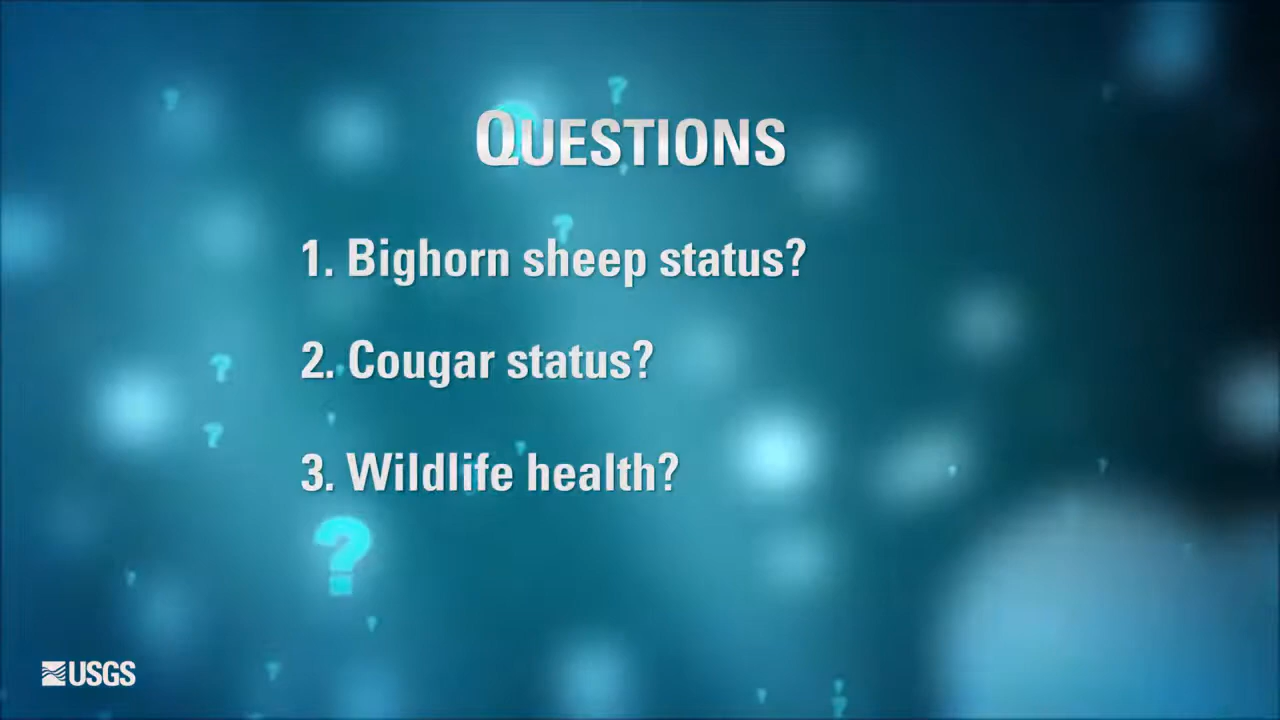 QUESTIONS
1. Bighorn sheep status?
2. Cougar status?
3. Wildlife health?
?
USGS